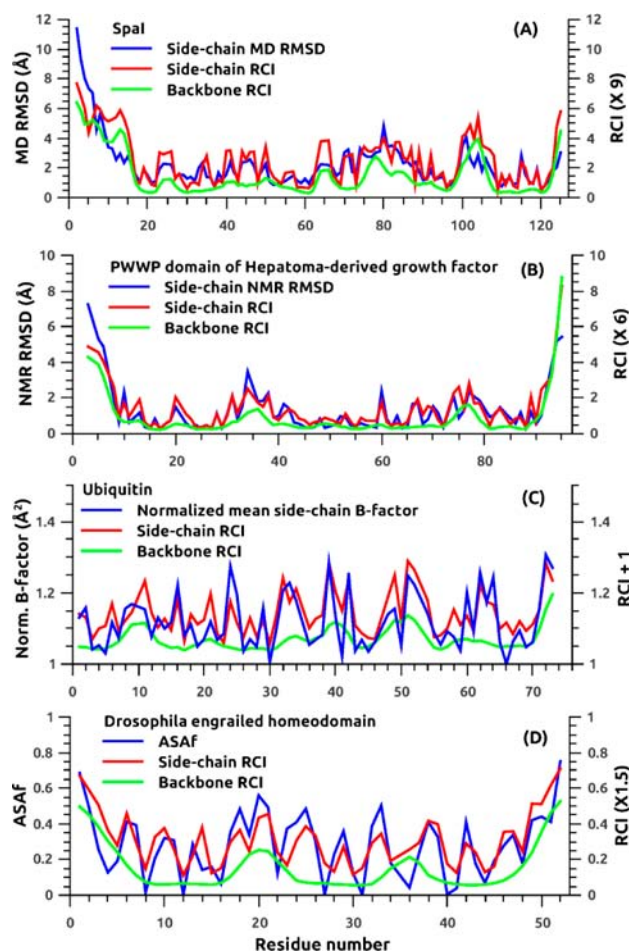 SpaI (A)
Side-chain MD RMSD
Side-chain RCI
Backbone RCI
MD RMSD (Å)
RCI (X 9)
12 10 8 6 4 2 0
12 10 8 6 4 2 0
0 20 40 60 80 100 120
PWWP domain of Hepatoma-derived growth factor (B)
Side-chain NMR RMSD
Side-chain RCI
Backbone RCI
NMR RMSD (Å)
RCI (X 6)
10 8 6 4 2 0
10 8 6 4 2 0
0 20 40 60 80
Ubiquitin (C)
Normalized mean side-chain B-factor
Side-chain RCI
Backbone RCI
Norm. B-factor (Å²)
RCI + 1
1.4 1.2 1
1.4 1.2 1
0 10 20 30 40 50 60 70
Drosophila engrailed homeodomain (D)
ASAf
Side-chain RCI
Backbone RCI
ASAf
RCI (X1.5)
1 0.8 0.6 0.4 0.2 0
1 0.8 0.6 0.4 0.2 0
0 10 20 30 40 50
Residue number